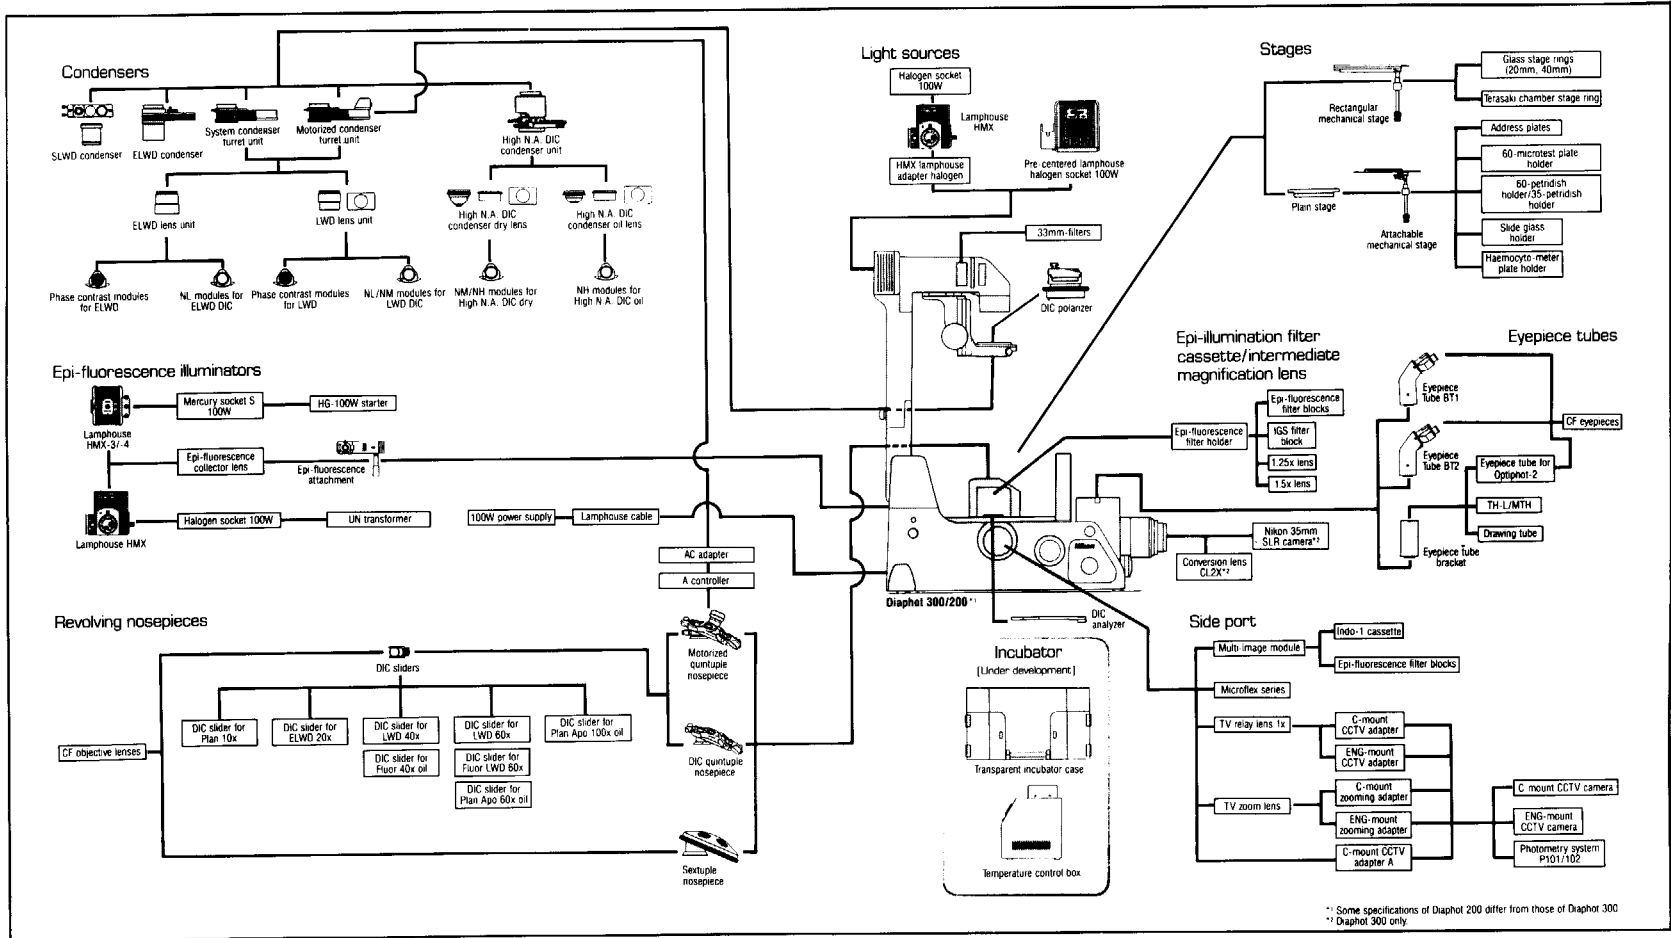 Condensers
SLWD condenser
ELWD condenser
System condenser
turret unit
Motorized condenser
turret unit
High N.A. DIC
condenser unit
ELWD lens unit
LWD lens unit
High N.A. DIC
condenser dry lens
High N.A. DIC
condenser oil lens
Phase contrast modules
for ELWD
NL modules for
ELWD DIC
Phase contrast modules
for LWD
NL/NM modules for
LWD DIC
NM/NH modules for
High N.A. DIC dry
NH modules for
High N.A. DIC oil
Light sources
Halogen socket
100W
Lamphouse
HMX
HMX lamphouse
adapter halogen
Pre-centered lamphouse
halogen socket 100W
33mm-filters
DIC polarizer
Stages
Rectangular
mechanical stage
Glass stage rings
(20mm, 40mm)
Terasaki chamber stage ring
Plain stage
Attachable
mechanical stage
Address plates
60-microtest plate
holder
60-petridish
holder/35-petridish
holder
Slide glass
holder
Haemocyto-meter
plate holder
Epi-fluorescence illuminators
Lamphouse
HMX-3/-4
Mercury socket S
100W
HG-100W starter
Epi-fluorescence
collector lens
Epi-fluorescence
attachment
Lamphouse HMX
Halogen socket 100W
UN transformer
100W power supply
Lamphouse cable
AC adapter
A controller
Epi-illumination filter
cassette/intermediate
magnification lens
Epi-fluorescence
filter holder
Epi-fluorescence
filter blocks
IGS filter
block
1.25x lens
1.5x lens
Eyepiece tubes
Eyepiece
Tube BT1
Eyepiece
Tube BT2
CF eyepieces
Eyepiece tube for
Optiphot-2
TH-L/MTH
Drawing tube
Eyepiece tube
bracket
Nikon
Nikon 35mm
SLR camera*2
Conversion lens
CL2X*2
Diaphot 300/200*1
DIC
analyzer
Revolving nosepieces
DIC sliders
DIC slider for
Plan 10x
DIC slider for
ELWD 20x
DIC slider for
LWD 40x
DIC slider for
Fluor 40x oil
DIC slider for
LWD 60x
DIC slider for
Fluor LWD 60x
DIC slider for
Plan Apo 60x oil
DIC slider for
Plan Apo 100x oil
CF objective lenses
Motorized
quintuple
nosepiece
DIC quintuple
nosepiece
Sextuple
nosepiece
Incubator
[Under development]
Transparent incubator case
Temperature control box
Side port
Multi-image module
Indo-1 cassette
Epi-fluorescence filter blocks
Microflex series
TV relay lens 1x
C-mount
CCTV adapter
ENG-mount
CCTV adapter
TV zoom lens
C-mount
zooming adapter
ENG-mount
zooming adapter
C-mount CCTV
adapter A
C mount CCTV camera
ENG-mount
CCTV camera
Photometry system
P101/102
*1 Some specifications of Diaphot 200 differ from those of Diaphot 300
*2 Diaphot 300 only.